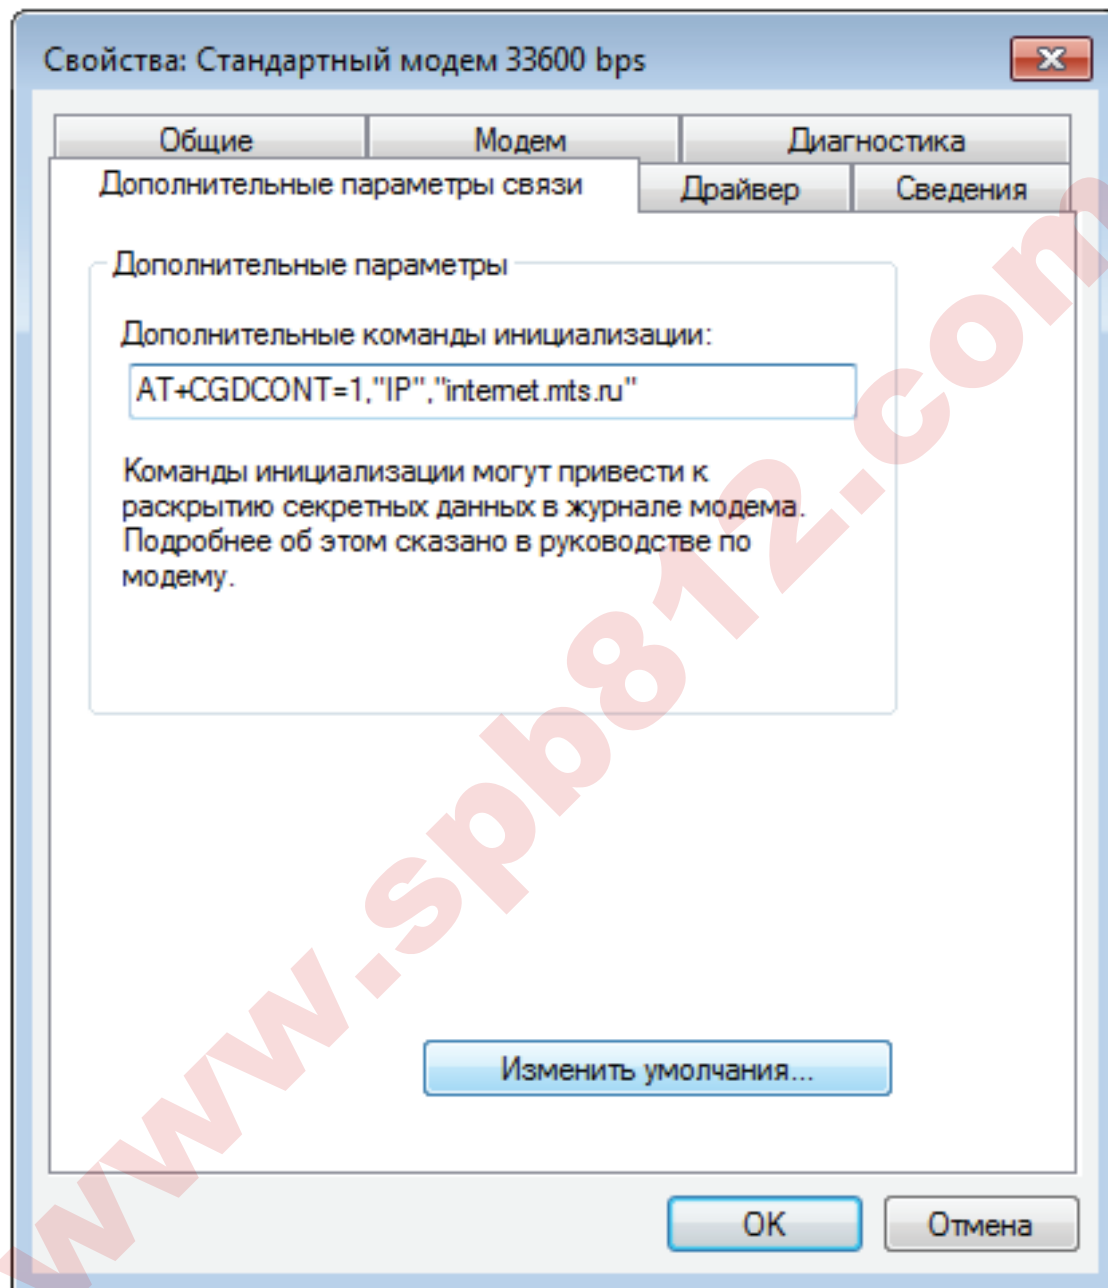 Свойства: Стандартный модем 33600 bps
Общие
Модем
Диагностика
Дополнительные параметры связи
Драйвер
Сведения
Дополнительные параметры
Дополнительные команды инициализации:
AT+CGDCONT=1,"IP","internet.mts.ru"
Команды инициализации могут привести к
раскрытию секретных данных в журнале модема.
Подробнее об этом сказано в руководстве по
модему.
Изменить умолчания...
OK
Отмена
www.spb812.com